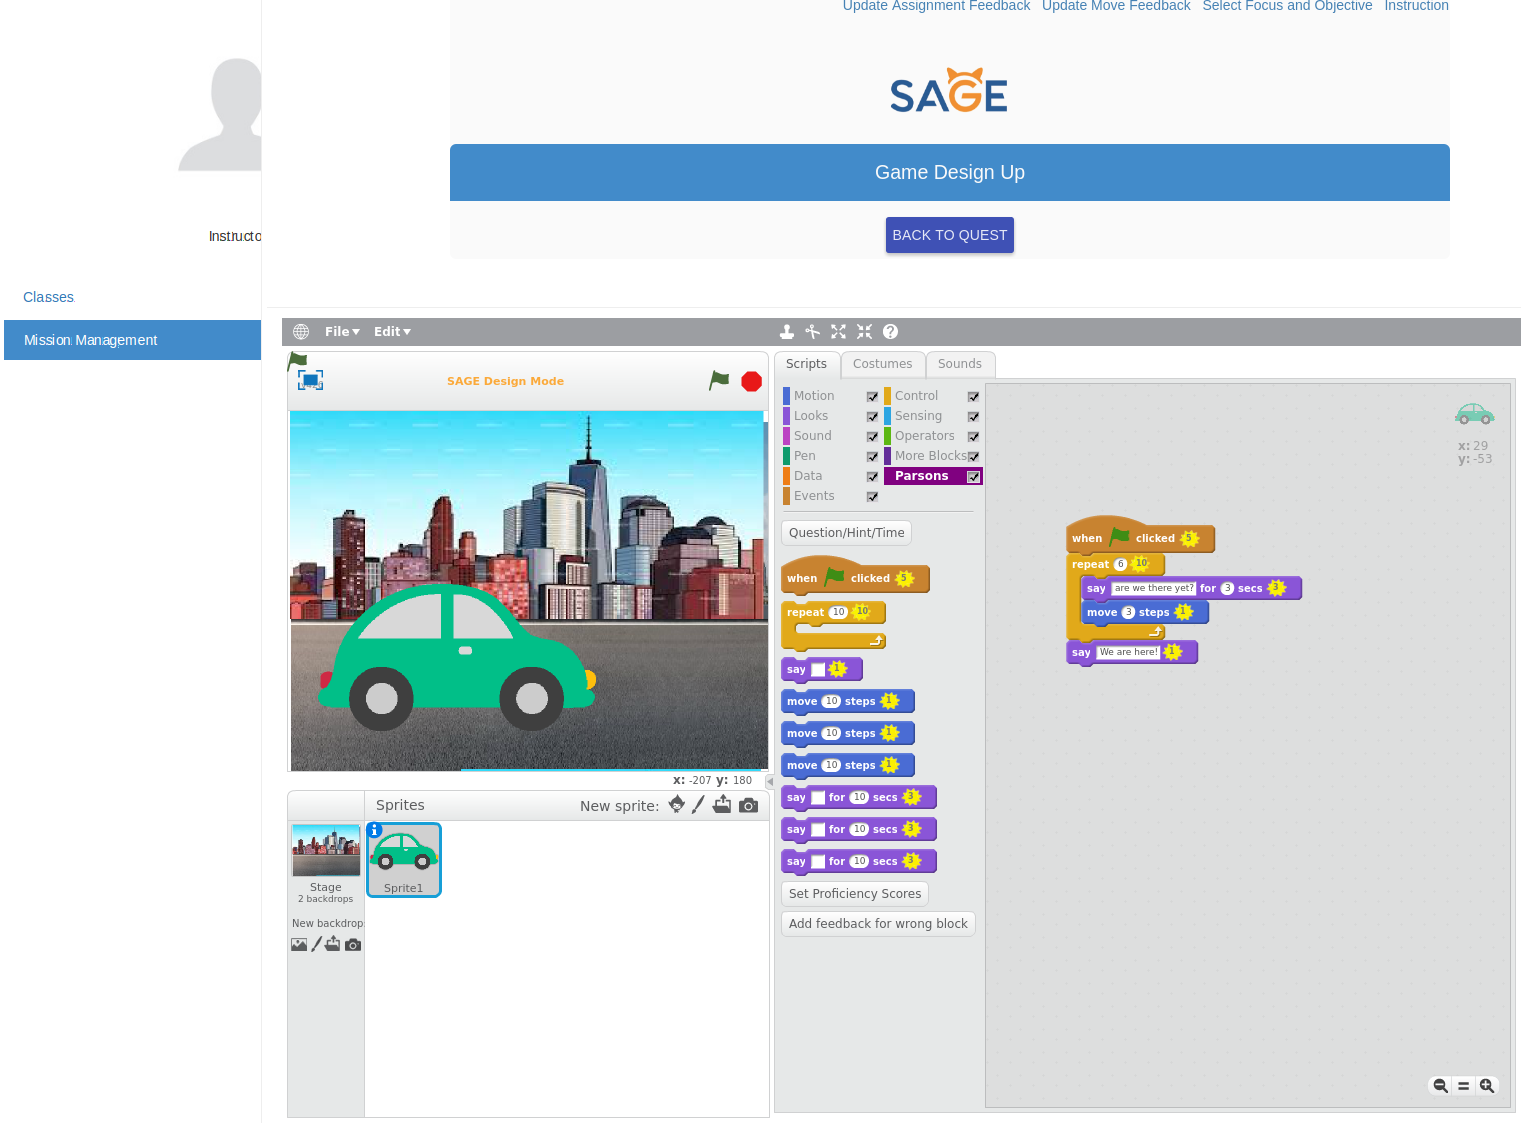 Update Assignment Feedback Update Move Feedback Select Focus and Objective Instruction
SAGE
Game Design Up
BACK TO QUEST
Instructo
Classes
Mission Management
File Edit
SAGE Design Mode
x: -207 y: 180
Sprites New sprite:
Stage
2 backdrops
New backdrop:
Sprite1
Scripts Costumes Sounds
Motion Control
Looks Sensing
Sound Operators
Pen More Blocks
Data Parsons
Events
Question/Hint/Time
when clicked 5
repeat 10 10
say 1
move 10 steps 1
move 10 steps 1
move 10 steps 1
say for 10 secs 3
say for 10 secs 3
say for 10 secs 3
Set Proficiency Scores
Add feedback for wrong block
x: 29
y: -53
when clicked 5
repeat 6 10
say are we there yet? for 3 secs 3
move 3 steps 1
say We are here! 1